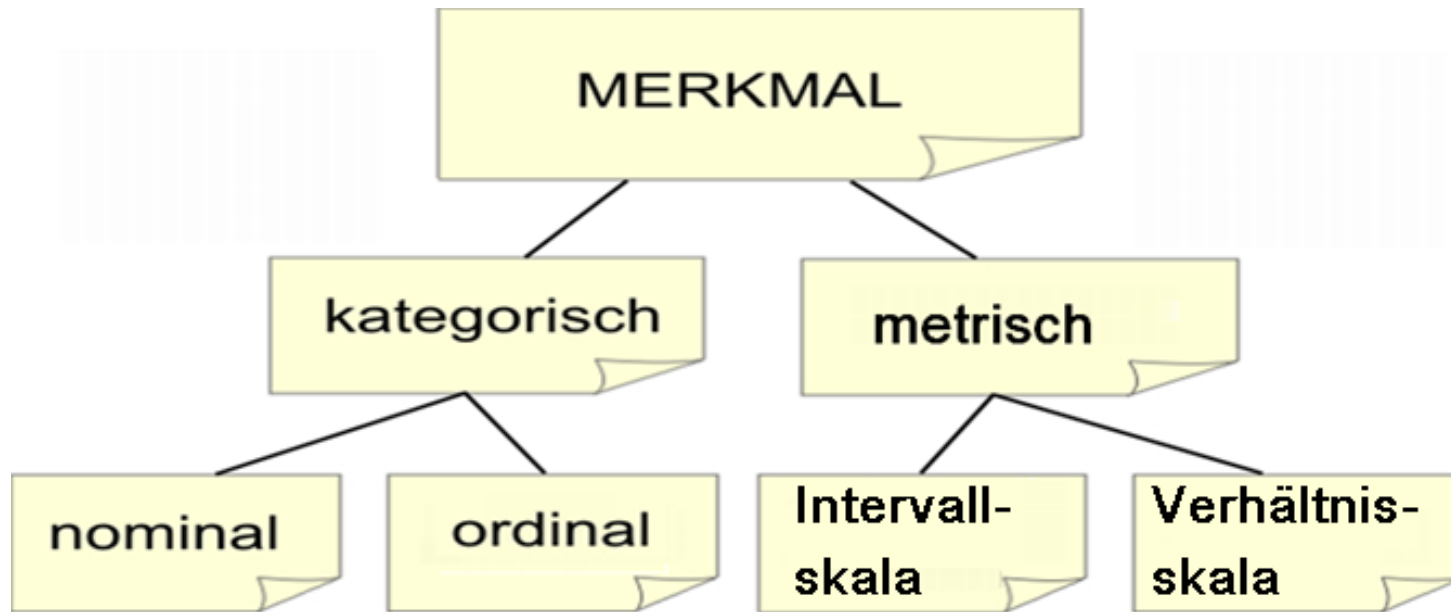 MERKMAL
kategorisch
metrisch
nominal
ordinal
Intervall-
skala
Verhältnis-
skala